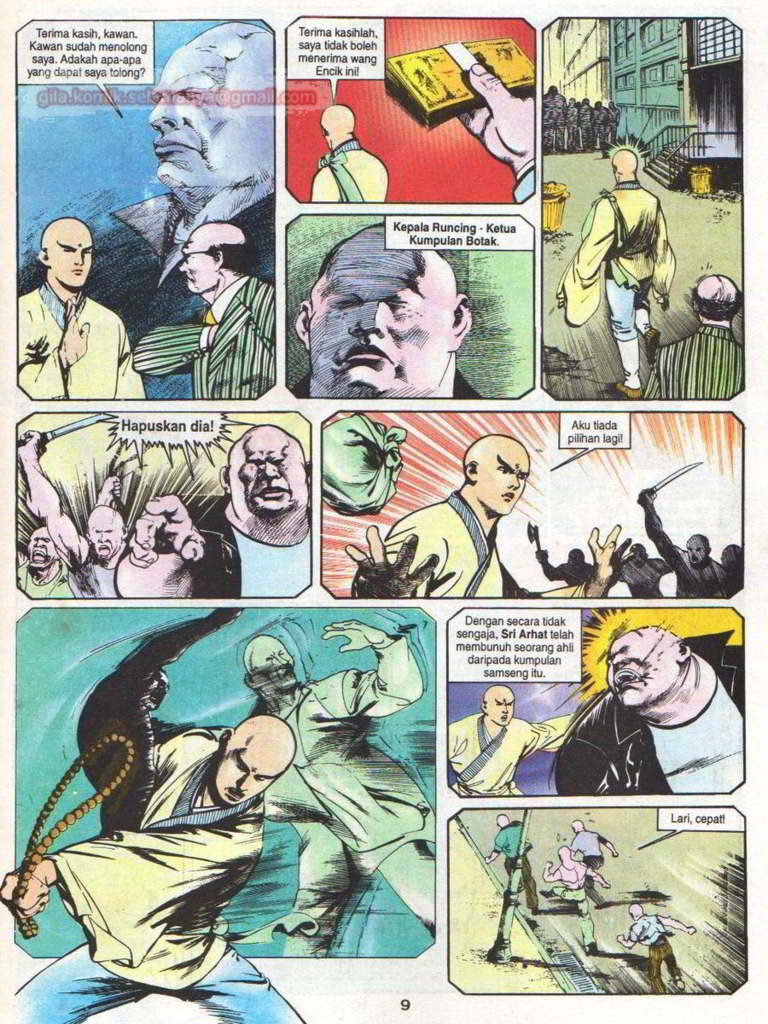 Terima kasih, kawan.
Kawan sudah menolong
saya. Adakah apa-apa
yang dapat saya tolong?
gila.komik.seksrasya@gmail.com
Terima kasihlah,
saya tidak boleh
menerima wang
Encik ini!
Kepala Runcing - Ketua
Kumpulan Botak.
Hapuskan dia!
Aku tiada
pilihan lagi!
Dengan secara tidak
sengaja, Sri Arhat telah
membunuh seorang ahli
daripada kumpulan
samseng itu.
Lari, cepat!
9